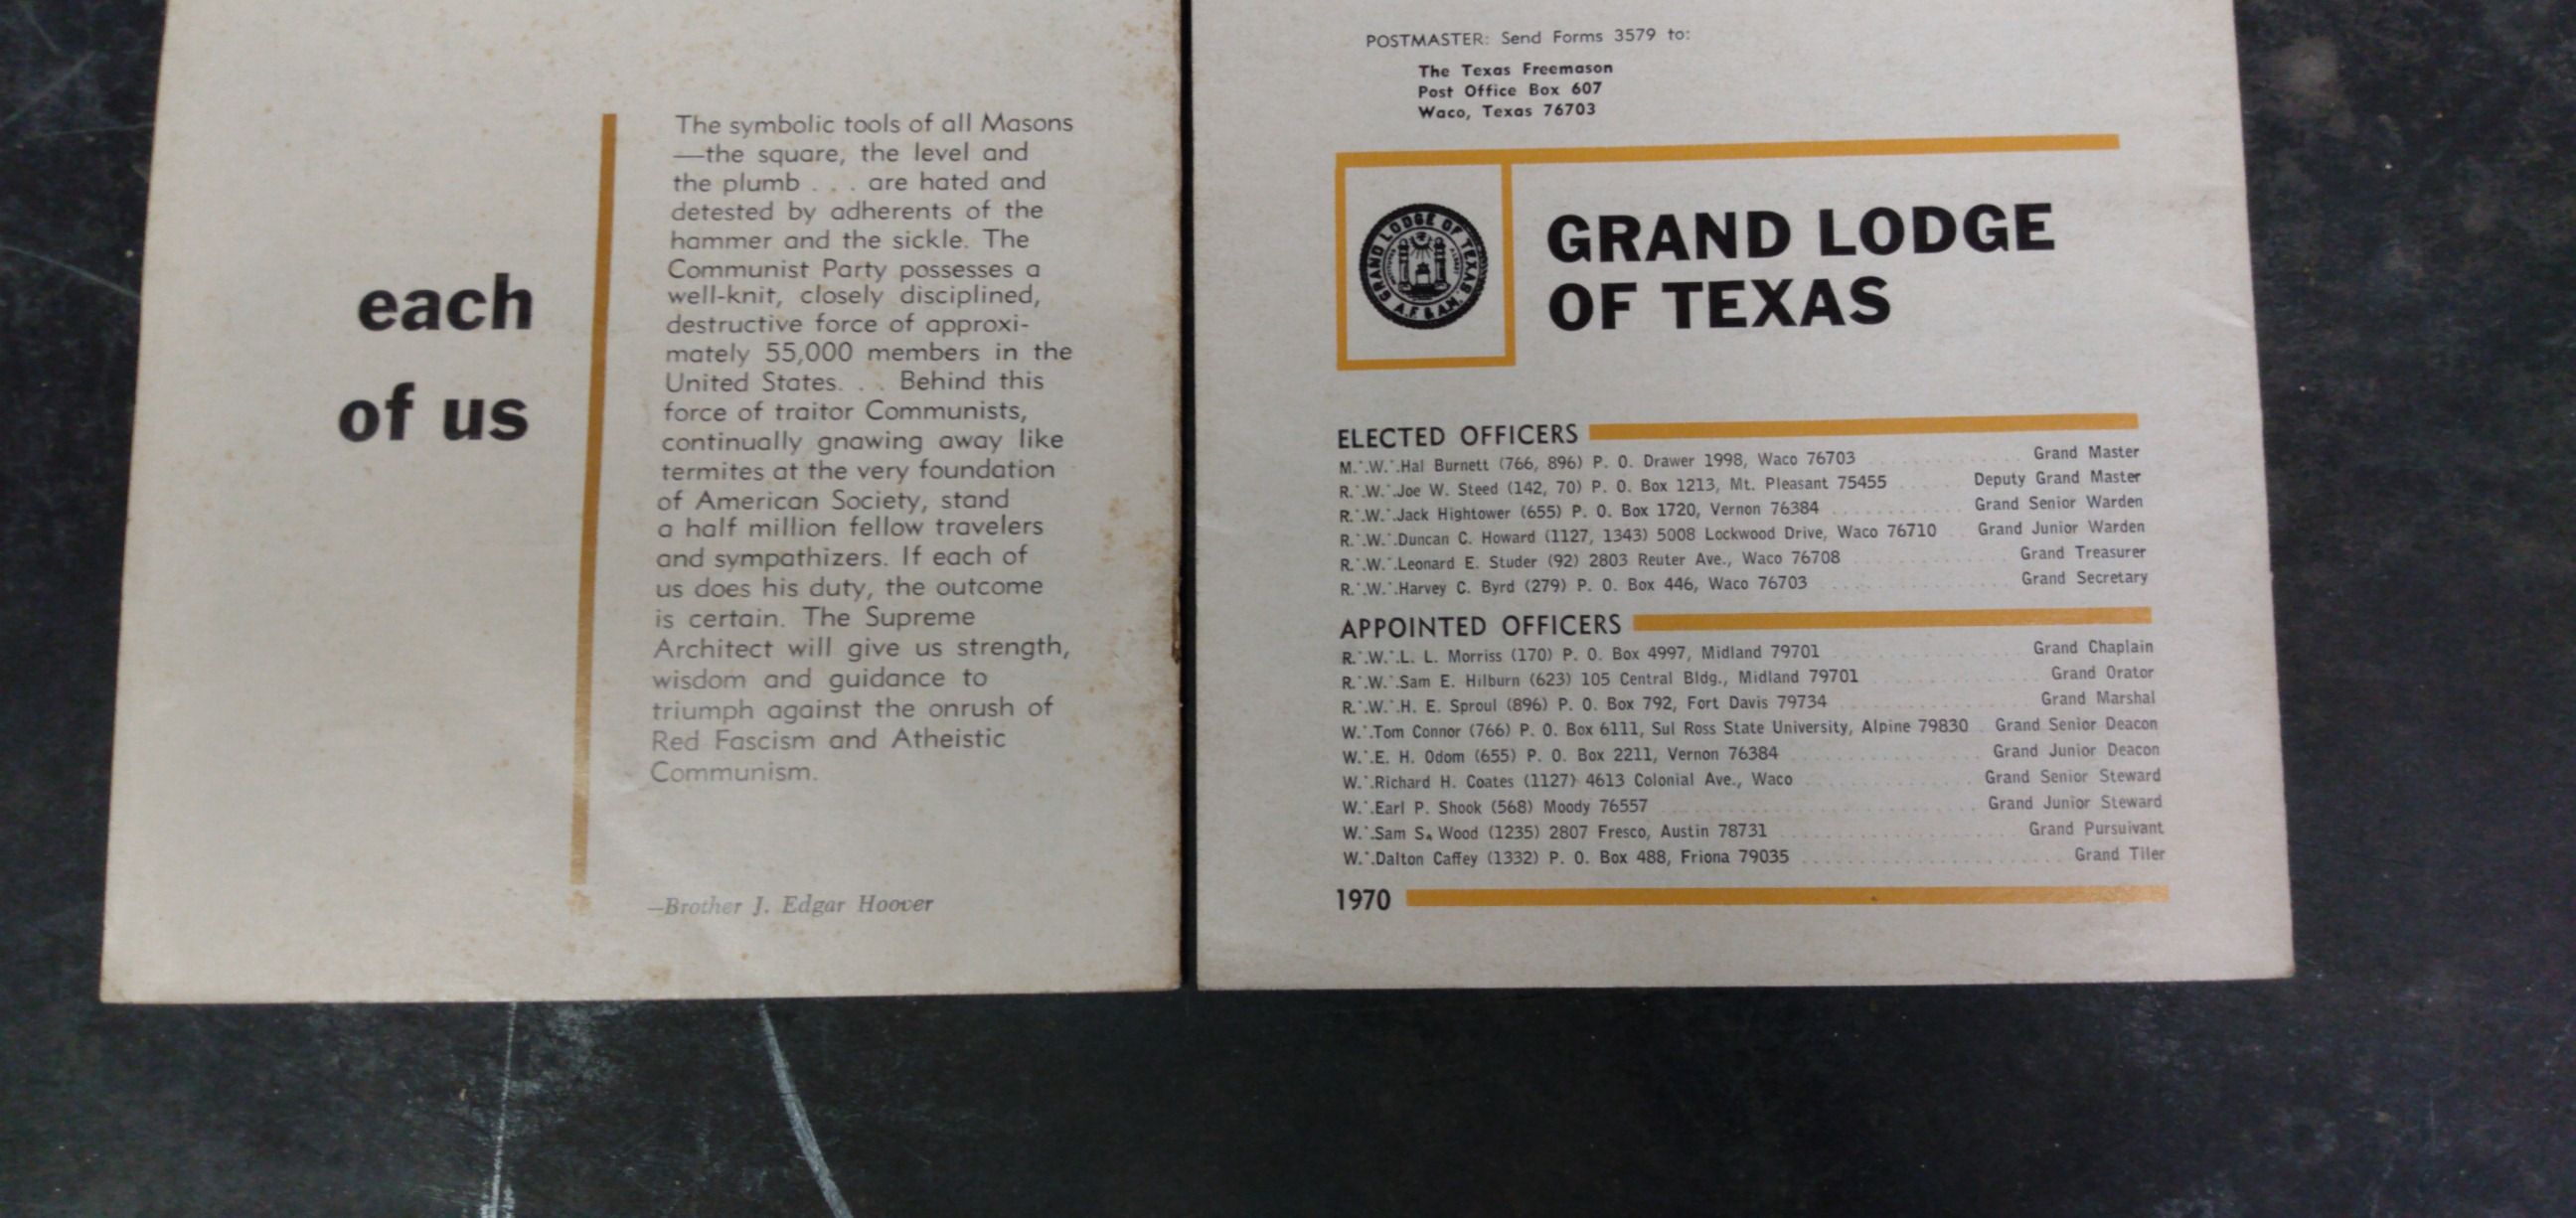 each
of us
The symbolic tools of all Masons
—the square, the level and
the plumb . . . are hated and
detested by adherents of the
hammer and the sickle. The
Communist Party possesses a
well-knit, closely disciplined,
destructive force of approxi-
mately 55,000 members in the
United States. . . Behind this
force of traitor Communists,
continually gnawing away like
termites at the very foundation
of American Society, stand
a half million fellow travelers
and sympathizers. If each of
us does his duty, the outcome
is certain. The Supreme
Architect will give us strength,
wisdom and guidance to
triumph against the onrush of
Red Fascism and Atheistic
Communism.
—Brother J. Edgar Hoover
POSTMASTER: Send Forms 3579 to:
The Texas Freemason
Post Office Box 607
Waco, Texas 76703
GRAND LODGE OF TEXAS
A.F. & A.M.
GRAND LODGE
OF TEXAS
ELECTED OFFICERS
M∴W∴Hal Burnett (766, 896) P. O. Drawer 1998, Waco 76703 Grand Master
R∴W∴Joe W. Steed (142, 70) P. O. Box 1213, Mt. Pleasant 75455 Deputy Grand Master
R∴W∴Jack Hightower (655) P. O. Box 1720, Vernon 76384 Grand Senior Warden
R∴W∴Duncan C. Howard (1127, 1343) 5008 Lockwood Drive, Waco 76710 Grand Junior Warden
R∴W∴Leonard E. Studer (92) 2803 Reuter Ave., Waco 76708 Grand Treasurer
R∴W∴Harvey C. Byrd (279) P. O. Box 446, Waco 76703 Grand Secretary
APPOINTED OFFICERS
R∴W∴L. L. Morriss (170) P. O. Box 4997, Midland 79701 Grand Chaplain
R∴W∴Sam E. Hilburn (623) 105 Central Bldg., Midland 79701 Grand Orator
R∴W∴H. E. Sproul (896) P. O. Box 792, Fort Davis 79734 Grand Marshal
W∴Tom Connor (766) P. O. Box 6111, Sul Ross State University, Alpine 79830 Grand Senior Deacon
W∴E. H. Odom (655) P. O. Box 2211, Vernon 76384 Grand Junior Deacon
W∴Richard H. Coates (1127) 4613 Colonial Ave., Waco Grand Senior Steward
W∴Earl P. Shook (568) Moody 76557 Grand Junior Steward
W∴Sam S. Wood (1235) 2807 Fresco, Austin 78731 Grand Pursuivant
W∴Dalton Caffey (1332) P. O. Box 488, Friona 79035 Grand Tiler
1970